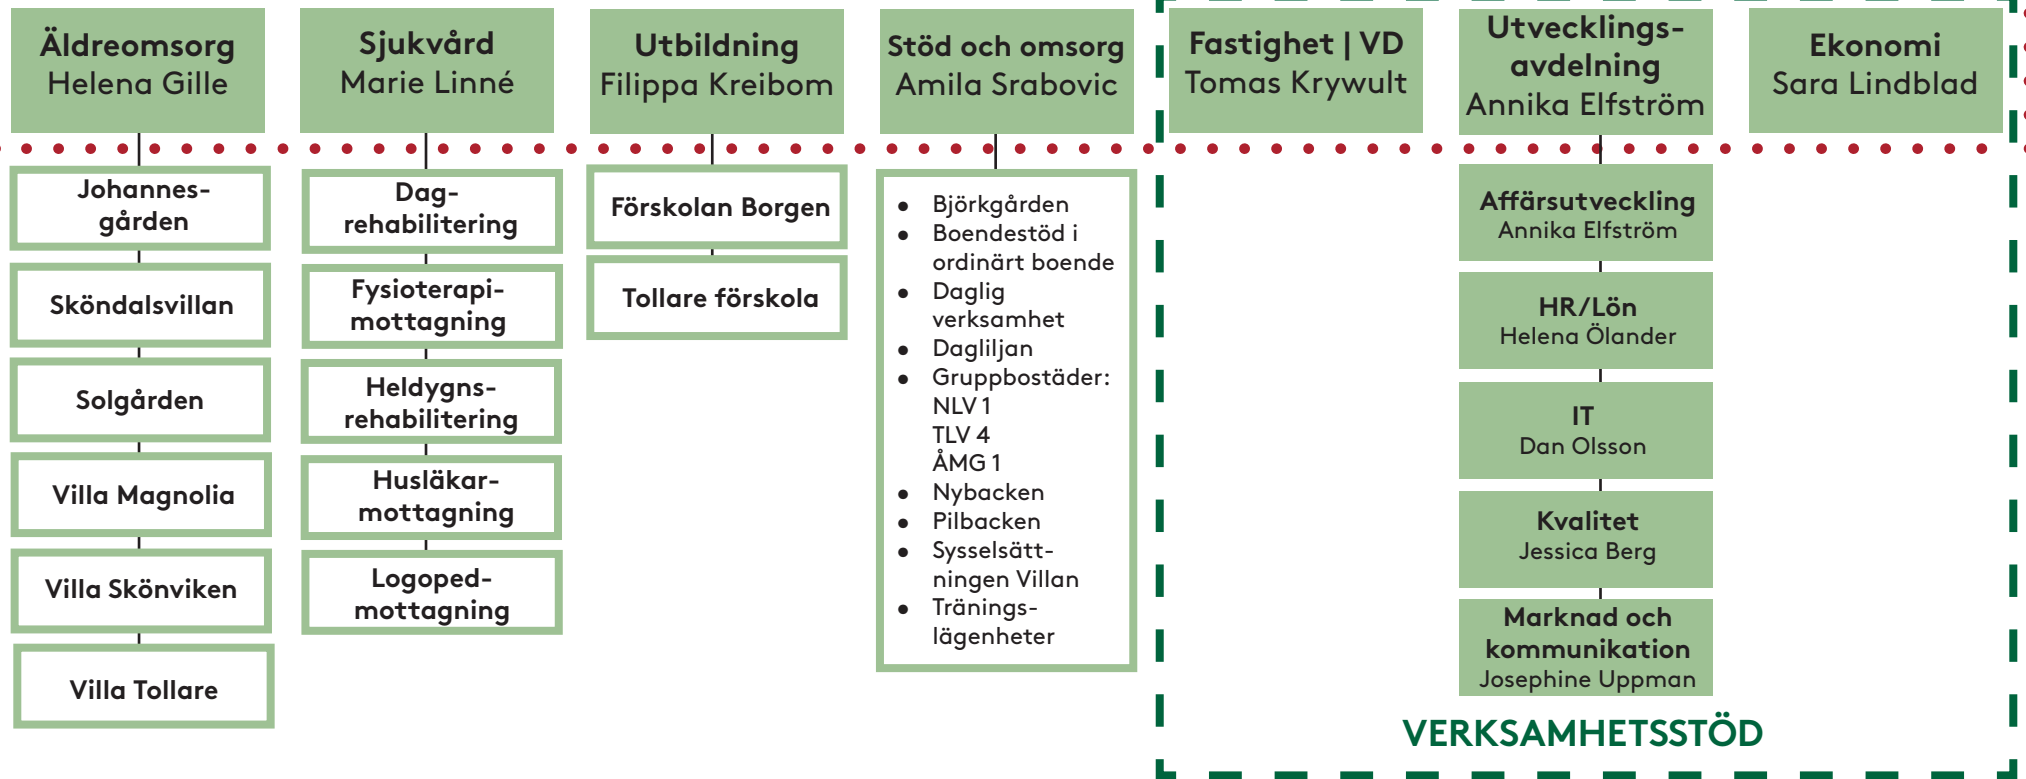 Äldreomsorg
Helena Gille
Johannes-
gården
Sköndalsvillan
Solgården
Villa Magnolia
Villa Skönviken
Villa Tollare
Sjukvård
Marie Linné
Dag-
rehabilitering
Fysioterapi-
mottagning
Heldygns-
rehabilitering
Husläkar-
mottagning
Logoped-
mottagning
Utbildning
Filippa Kreibom
Förskolan Borgen
Tollare förskola
Stöd och omsorg
Amila Srabovic
● Björkgården
● Boendestöd i
ordinärt boende
● Daglig
verksamhet
● Dagliljan
● Gruppbostäder:
NLV 1
TLV 4
ÅMG 1
● Nybacken
● Pilbacken
● Sysselsätt-
ningen Villan
● Tränings-
lägenheter
Fastighet | VD
Tomas Krywult
Utvecklings-
avdelning
Annika Elfström
Affärsutveckling
Annika Elfström
HR/Lön
Helena Ölander
IT
Dan Olsson
Kvalitet
Jessica Berg
Marknad och
kommunikation
Josephine Uppman
Ekonomi
Sara Lindblad
VERKSAMHETSSTÖD